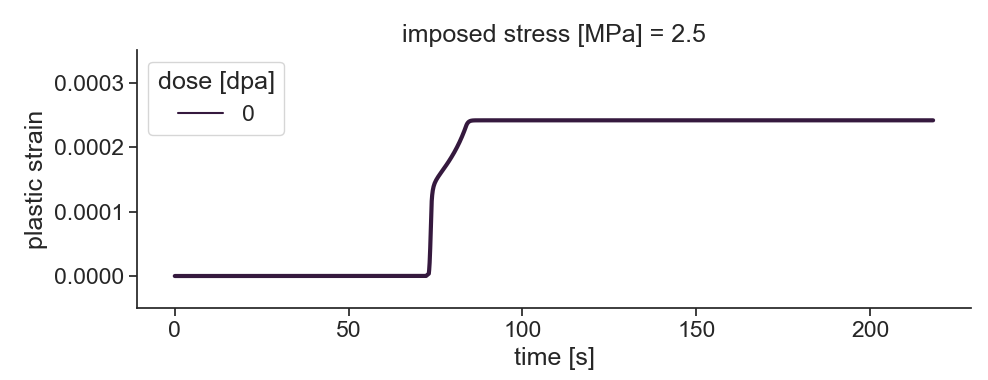 imposed stress [MPa] = 2.5
dose [dpa]
0
plastic strain
0.0003
0.0002
0.0001
0.0000
0
50
100
150
200
time [s]